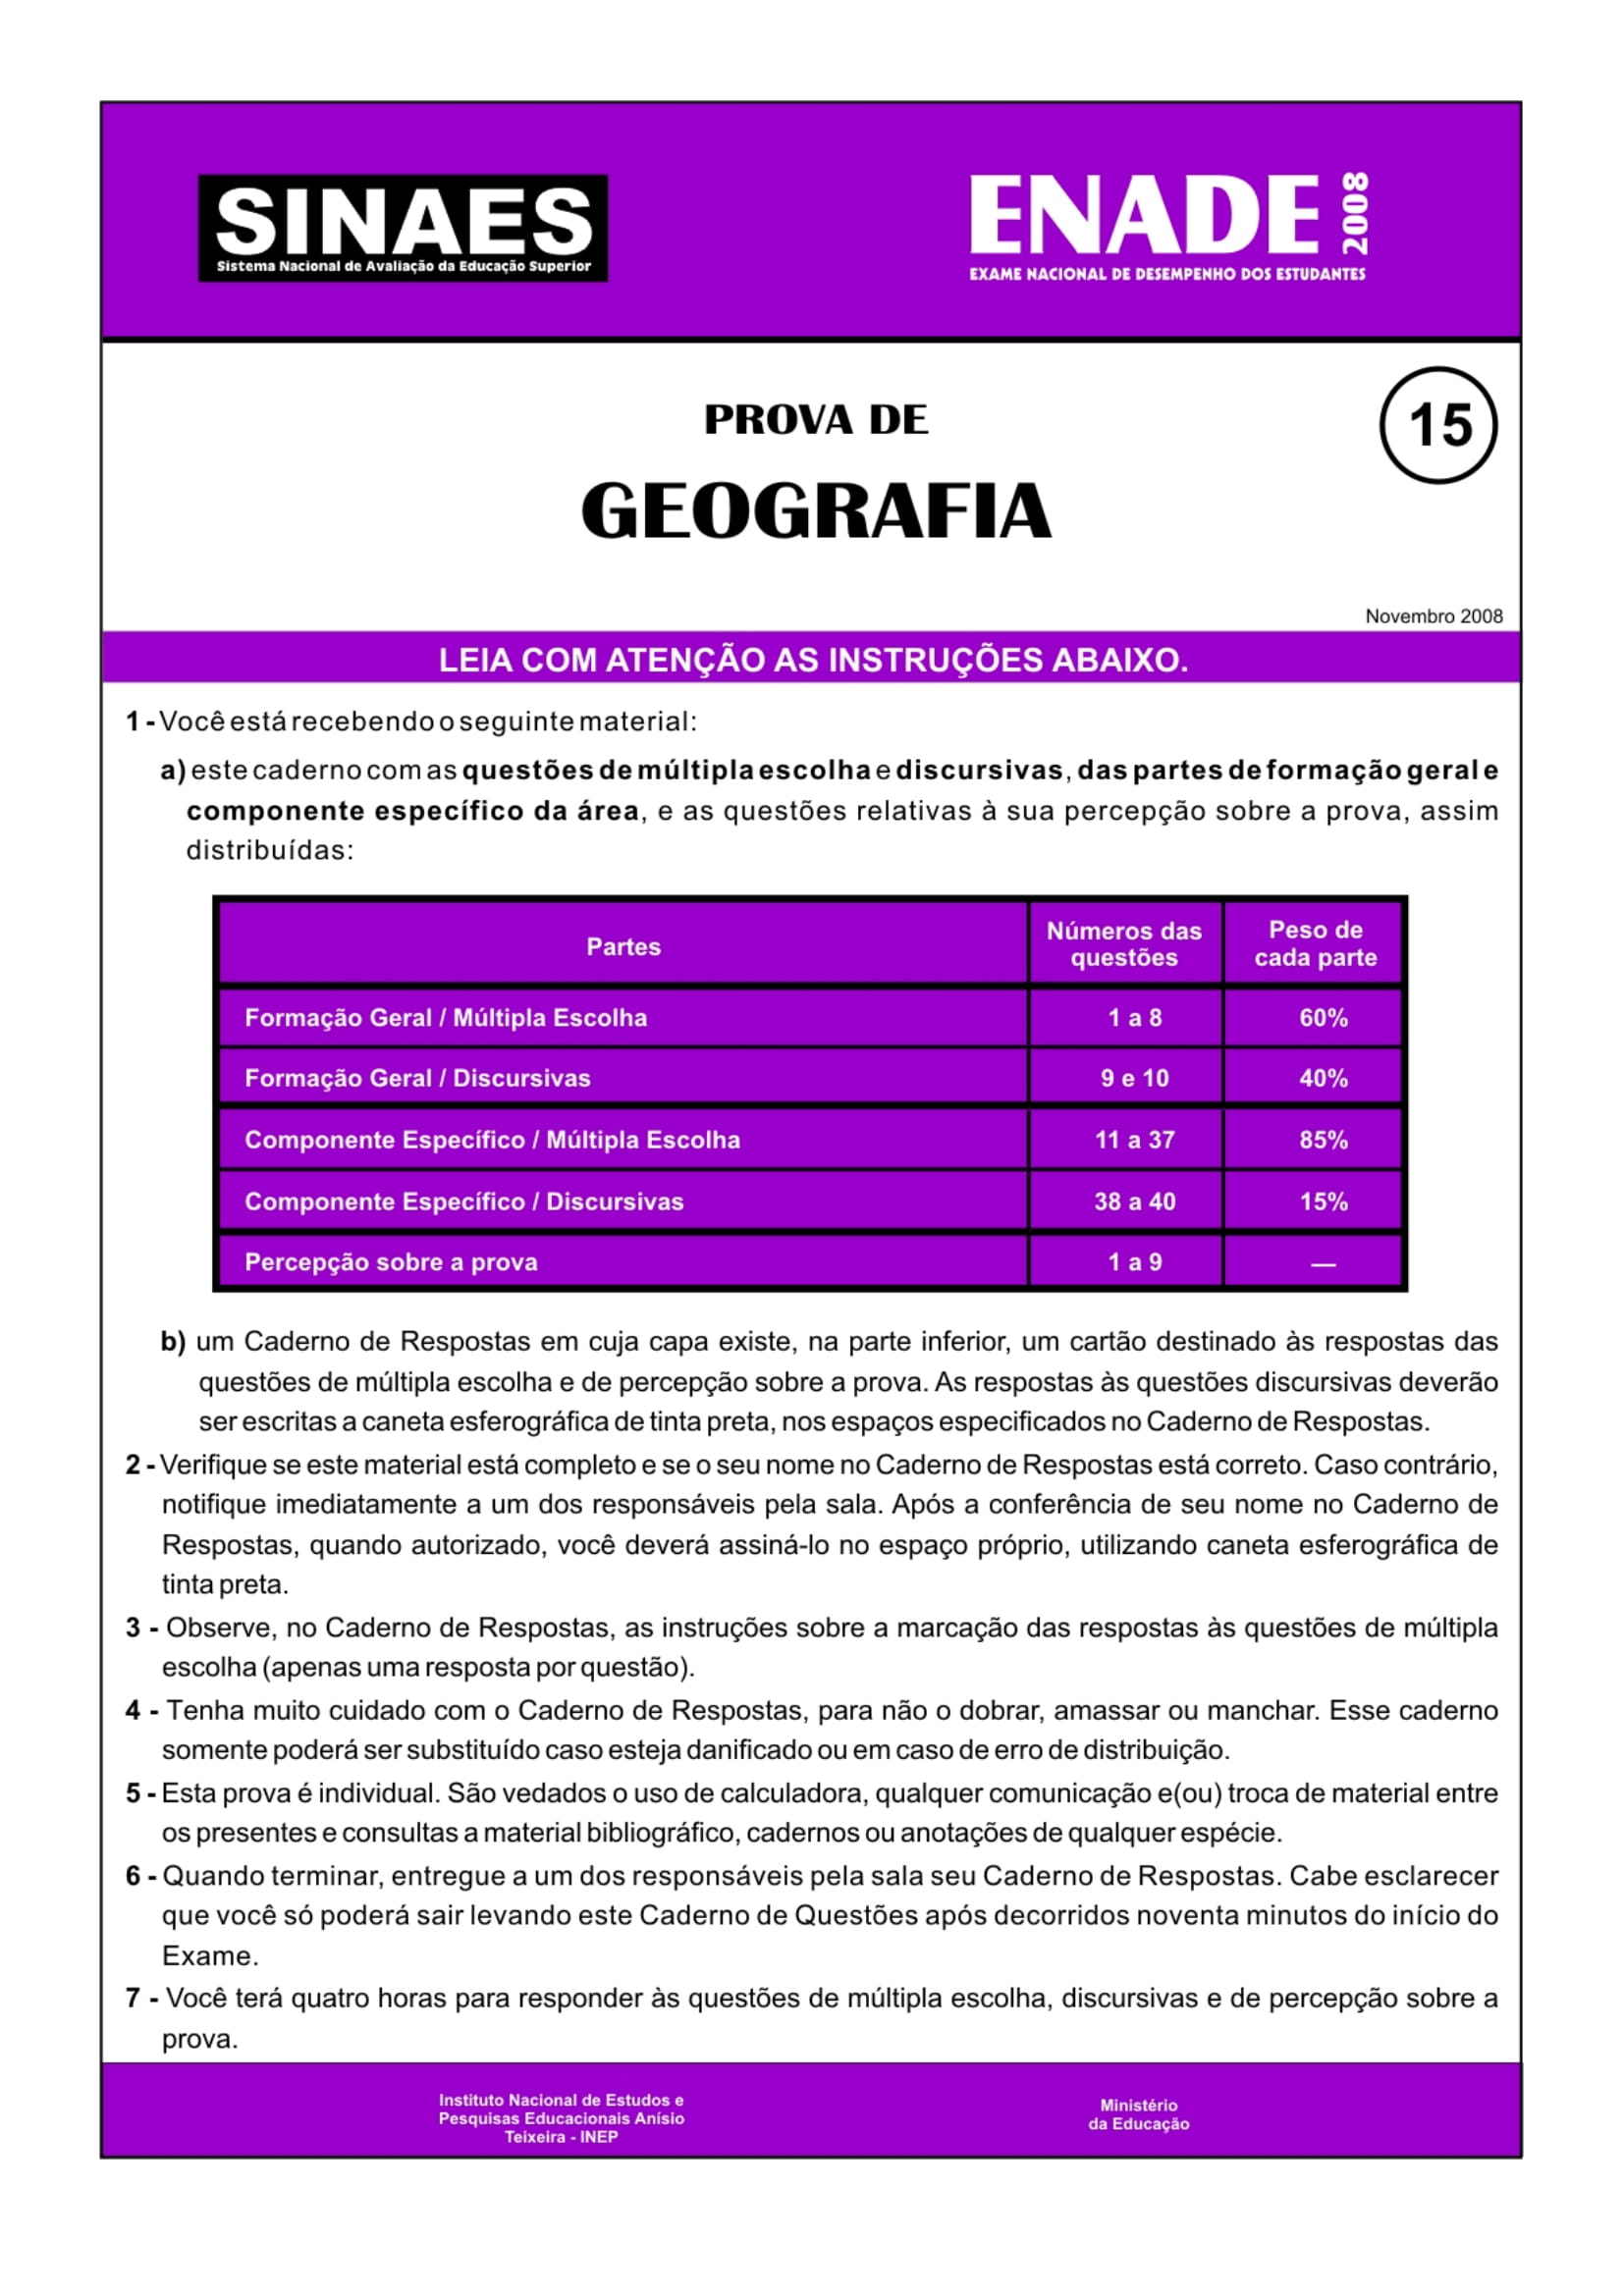 SINAES
Sistema Nacional de Avaliação da Educação Superior
ENADE 2008
EXAME NACIONAL DE DESEMPENHO DOS ESTUDANTES
15
PROVA DE
GEOGRAFIA
Novembro 2008
LEIA COM ATENÇÃO AS INSTRUÇÕES ABAIXO.
1 - Você está recebendo o seguinte material:
a) este caderno com as questões de múltipla escolha e discursivas, das partes de formação geral e
componente específico da área, e as questões relativas à sua percepção sobre a prova, assim
distribuídas:
Partes
Números das
questões
Peso de
cada parte
Formação Geral / Múltipla Escolha 1 a 8 60%
Formação Geral / Discursivas 9 e 10 40%
Componente Específico / Múltipla Escolha 11 a 37 85%
Componente Específico / Discursivas 38 a 40 15%
Percepção sobre a prova 1 a 9 —
b) um Caderno de Respostas em cuja capa existe, na parte inferior, um cartão destinado às respostas das
questões de múltipla escolha e de percepção sobre a prova. As respostas às questões discursivas deverão
ser escritas a caneta esferográfica de tinta preta, nos espaços especificados no Caderno de Respostas.
2 - Verifique se este material está completo e se o seu nome no Caderno de Respostas está correto. Caso contrário,
notifique imediatamente a um dos responsáveis pela sala. Após a conferência de seu nome no Caderno de
Respostas, quando autorizado, você deverá assiná-lo no espaço próprio, utilizando caneta esferográfica de
tinta preta.
3 - Observe, no Caderno de Respostas, as instruções sobre a marcação das respostas às questões de múltipla
escolha (apenas uma resposta por questão).
4 - Tenha muito cuidado com o Caderno de Respostas, para não o dobrar, amassar ou manchar. Esse caderno
somente poderá ser substituído caso esteja danificado ou em caso de erro de distribuição.
5 - Esta prova é individual. São vedados o uso de calculadora, qualquer comunicação e(ou) troca de material entre
os presentes e consultas a material bibliográfico, cadernos ou anotações de qualquer espécie.
6 - Quando terminar, entregue a um dos responsáveis pela sala seu Caderno de Respostas. Cabe esclarecer
que você só poderá sair levando este Caderno de Questões após decorridos noventa minutos do início do
Exame.
7 - Você terá quatro horas para responder às questões de múltipla escolha, discursivas e de percepção sobre a
prova.
Instituto Nacional de Estudos e
Pesquisas Educacionais Anísio
Teixeira - INEP
Ministério
da Educação